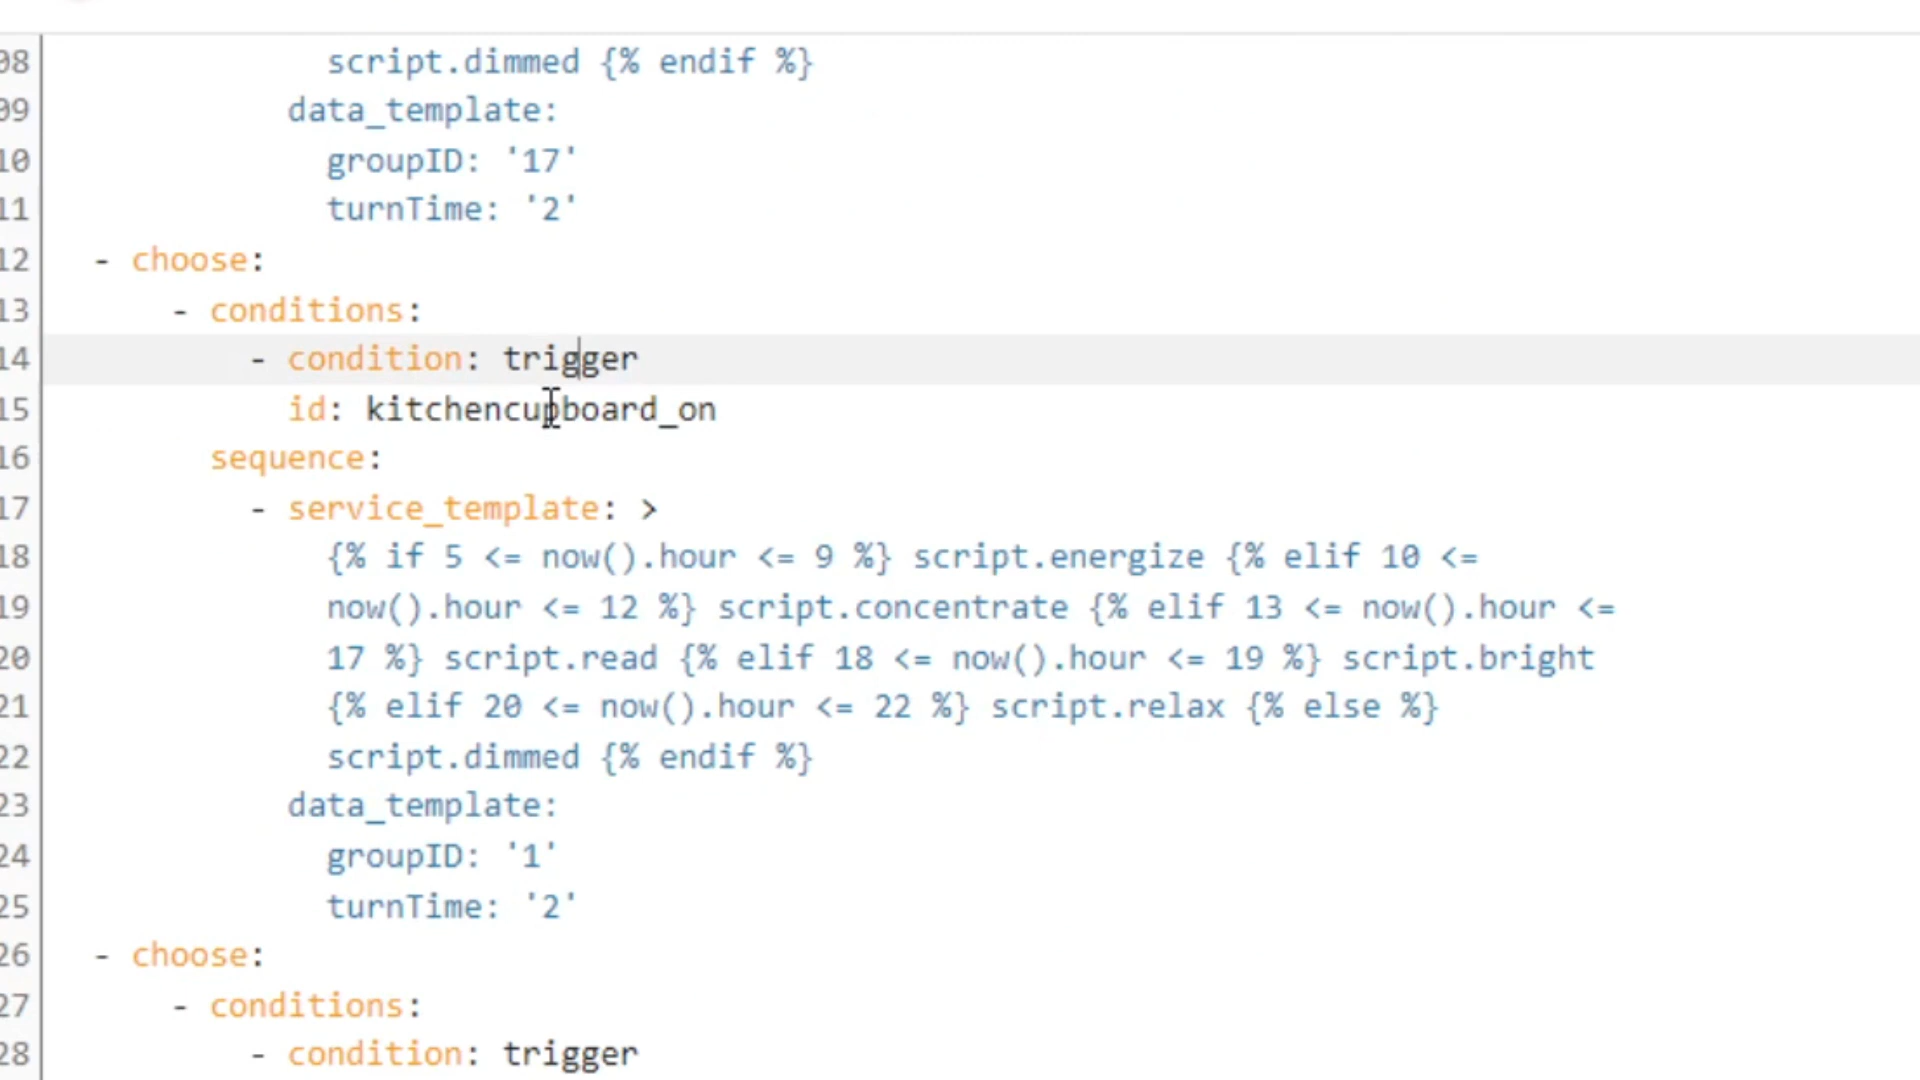 08 script.dimmed {% endif %}
09 data_template:
10 groupID: '17'
11 turnTime: '2'
12 - choose:
13 - conditions:
14 - condition: trigger
15 id: kitchencupboard_on
16 sequence:
17 - service_template: >
18 {% if 5 <= now().hour <= 9 %} script.energize {% elif 10 <=
19 now().hour <= 12 %} script.concentrate {% elif 13 <= now().hour <=
20 17 %} script.read {% elif 18 <= now().hour <= 19 %} script.bright
21 {% elif 20 <= now().hour <= 22 %} script.relax {% else %}
22 script.dimmed {% endif %}
23 data_template:
24 groupID: '1'
25 turnTime: '2'
26 - choose:
27 - conditions:
28 - condition: trigger